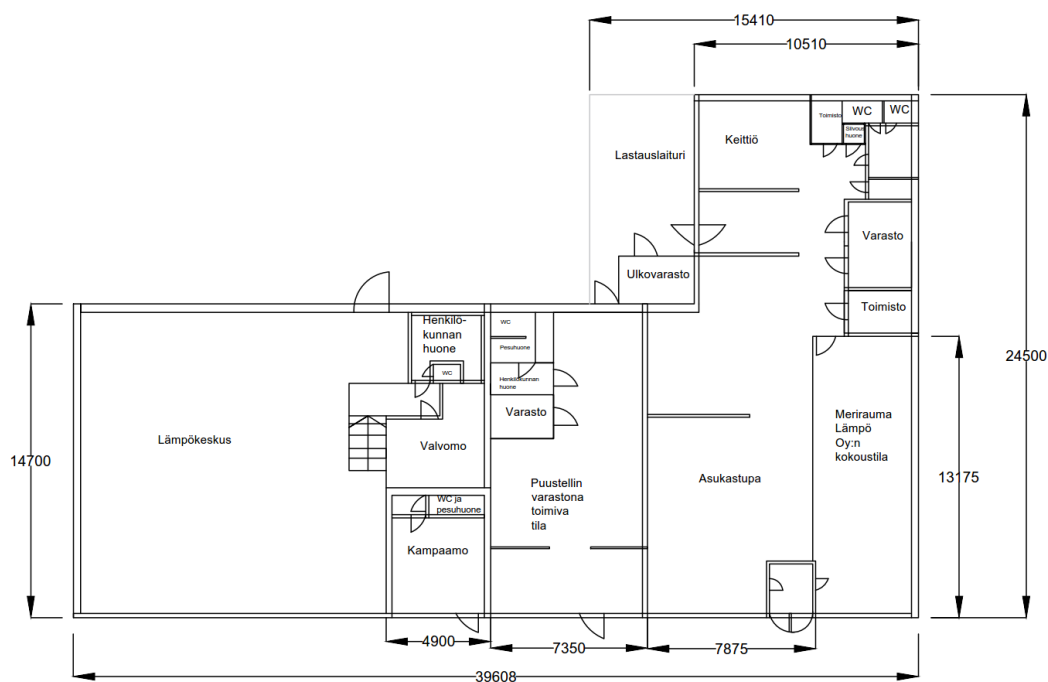 15410
10510
Toimisto
WC
WC
Siivous
huone
Keittiö
Lastauslaituri
Varasto
Ulkovarasto
Toimisto
24500
Henkilö-
kunnan
huone
WC
WC
Pesuhuone
Henkilökunnan
huone
Varasto
Lämpökeskus
Valvomo
14700
Merirauma
Lämpö
Oy:n
kokoustila
13175
Asukastupa
Puustellin
varastona
toimiva
tila
WC ja
pesuhuone
Kampaamo
4900
7350
7875
39608